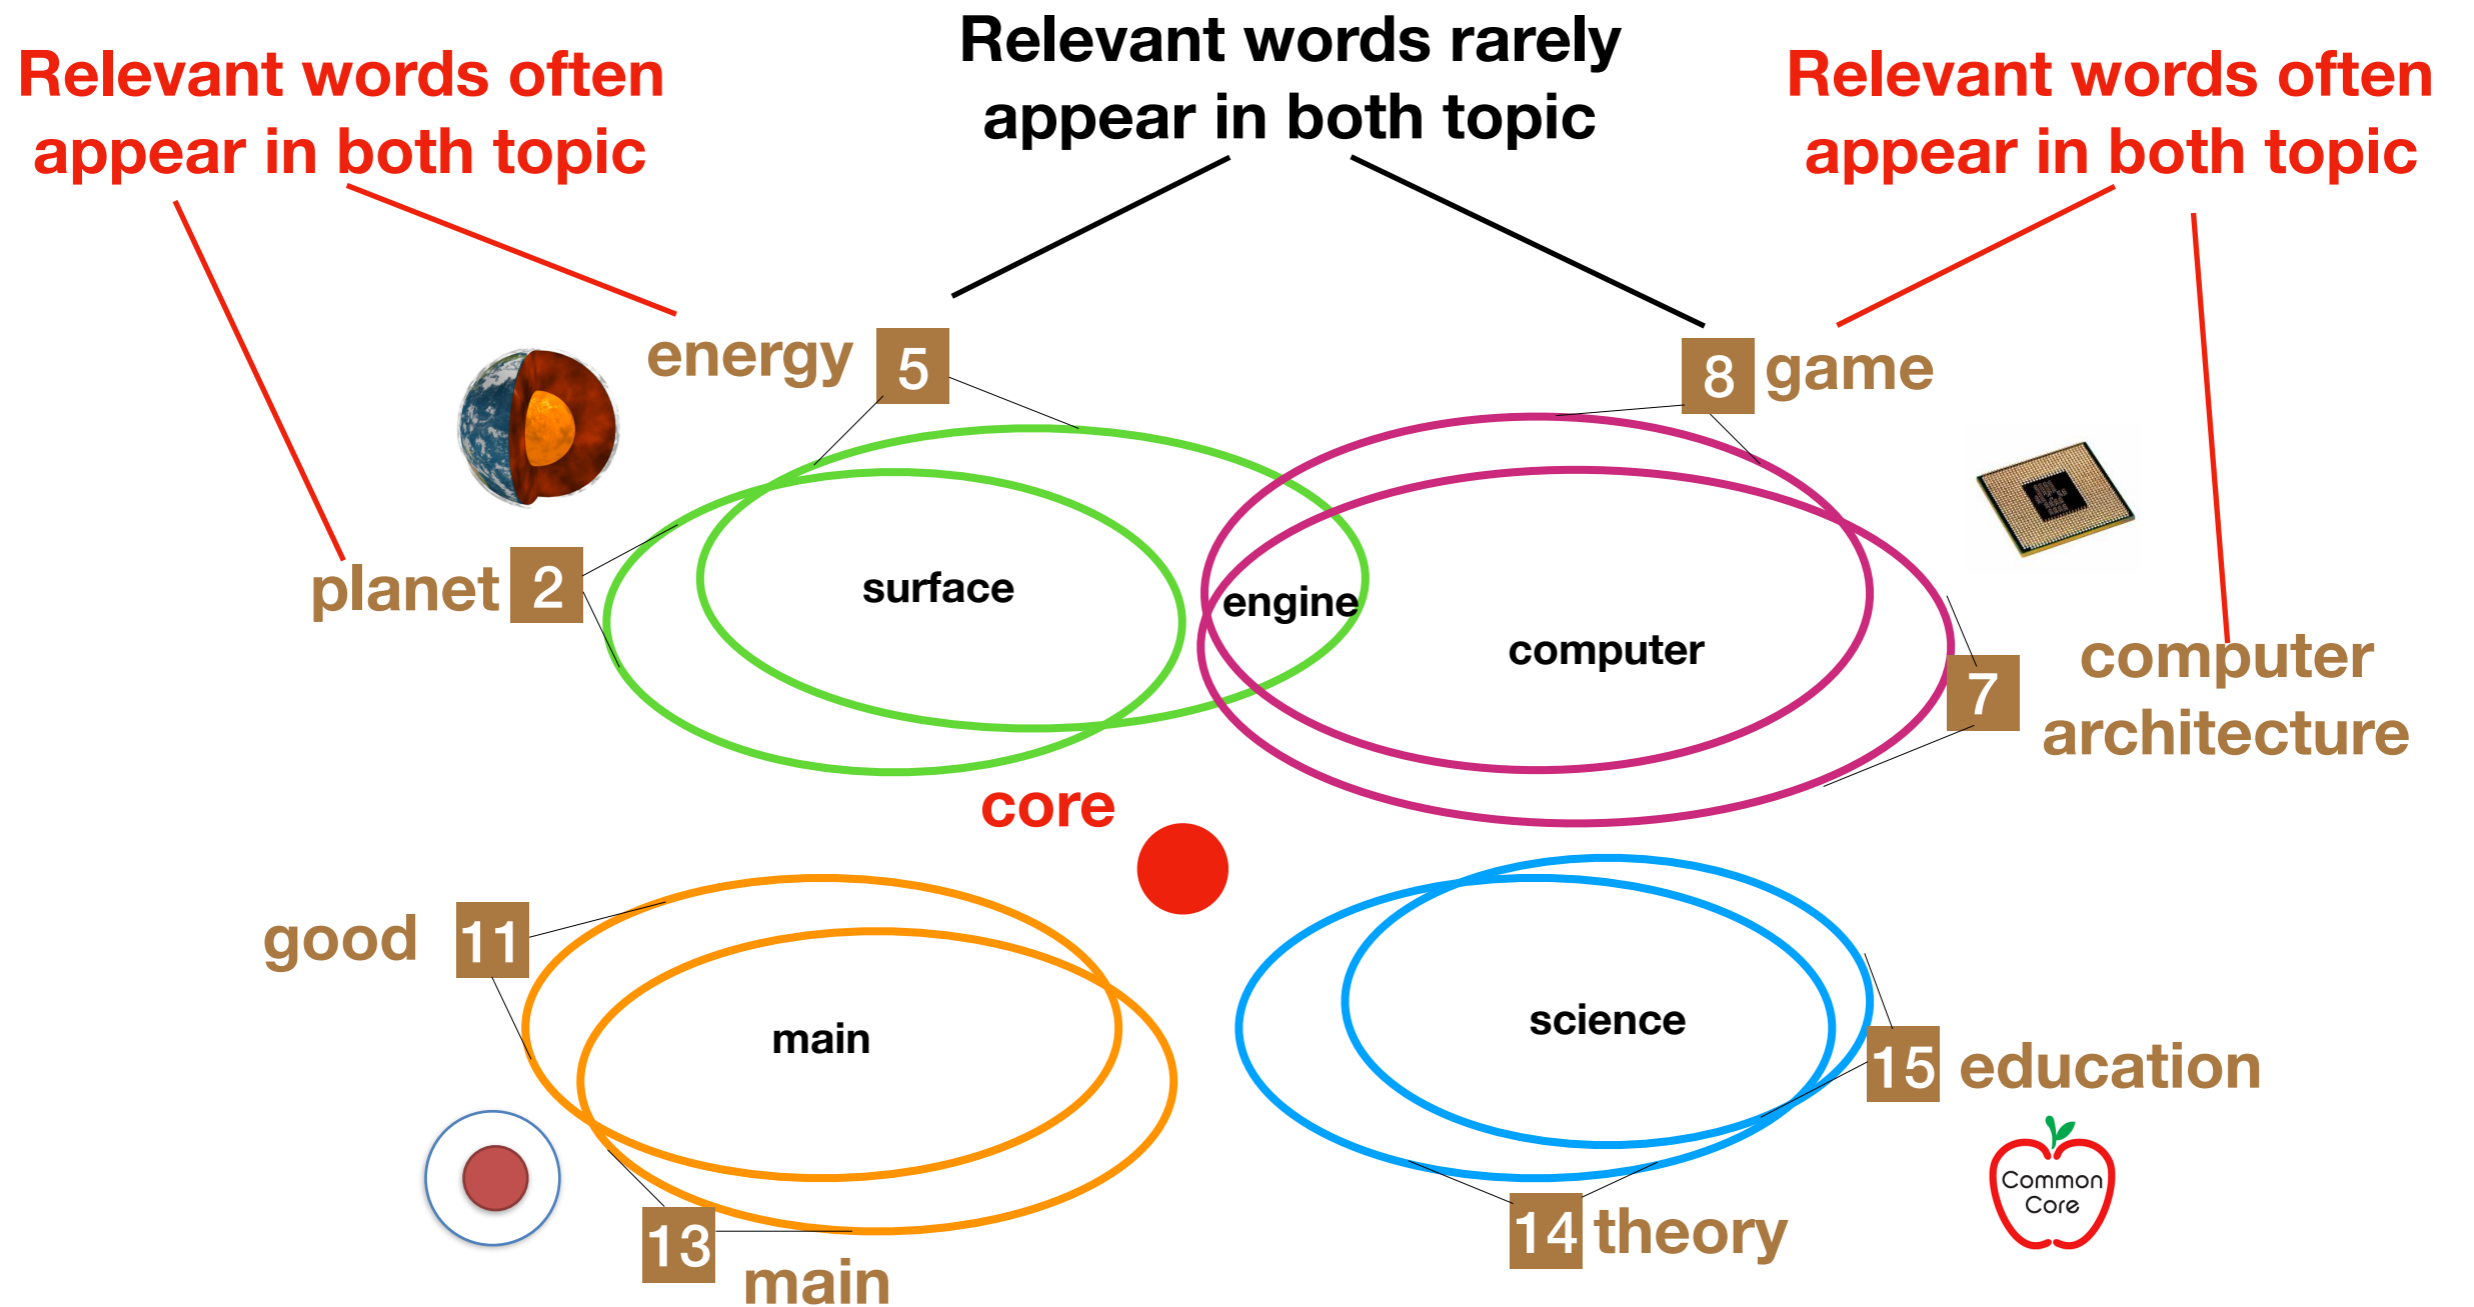 Relevant words often
appear in both topic
Relevant words rarely
appear in both topic
Relevant words often
appear in both topic
energy 5
8 game
planet 2
surface
engine
computer
7
computer
architecture
core
good 11
main
science
15 education
13
main
14 theory
Common
Core